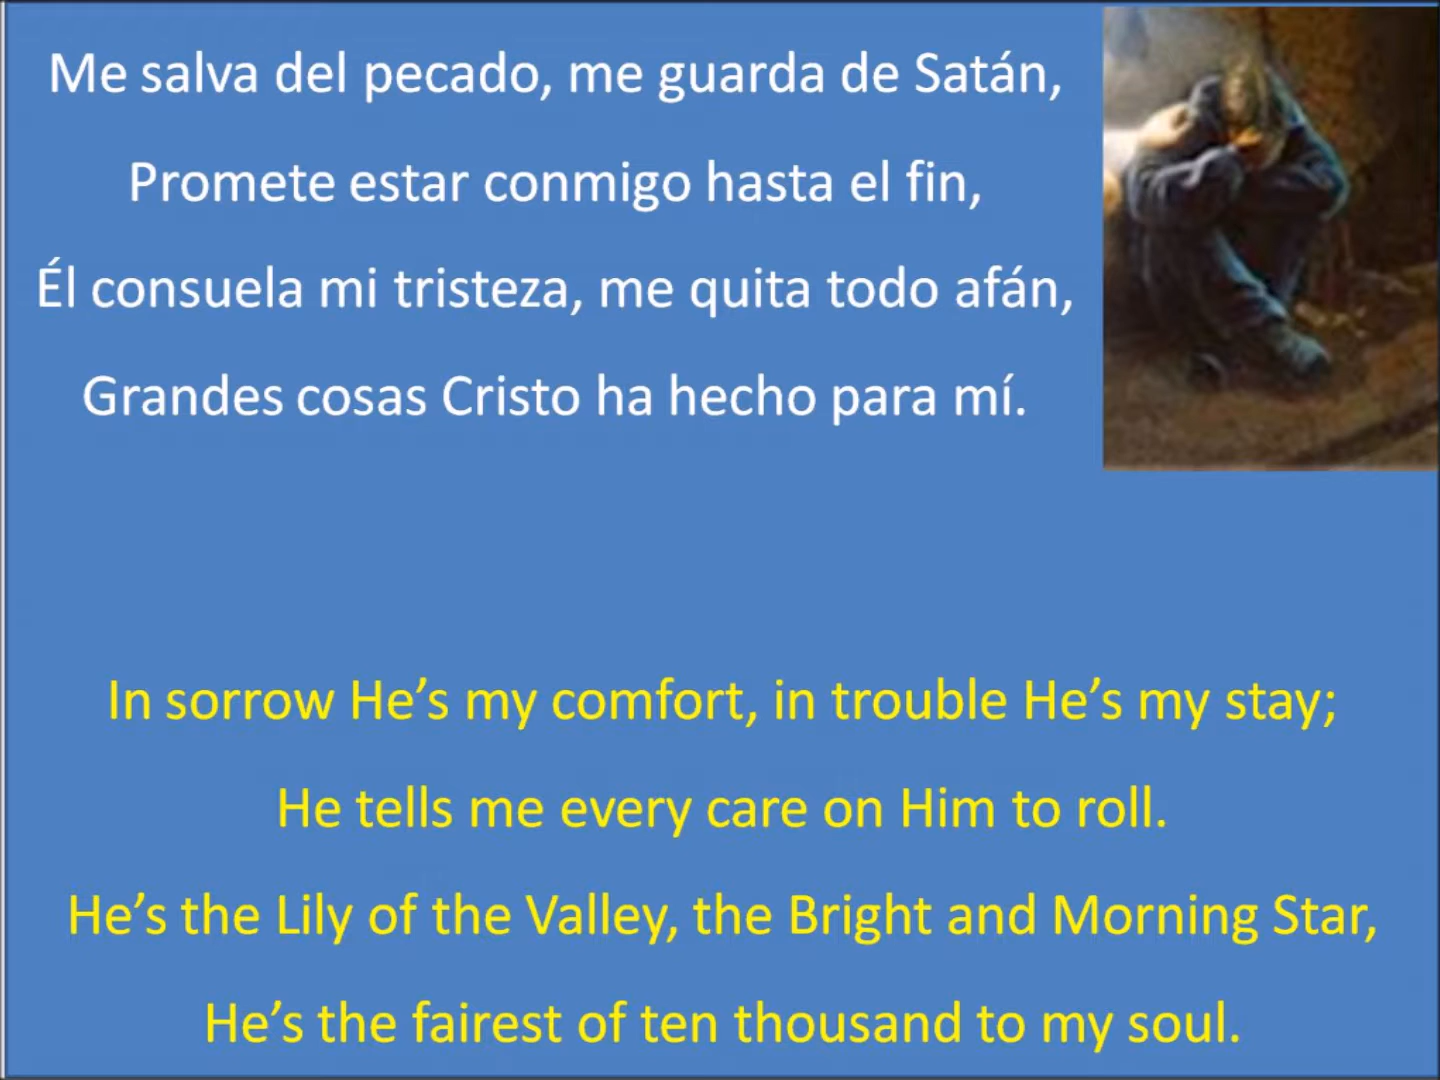 Me salva del pecado, me guarda de Satán,
Promete estar conmigo hasta el fin,
Él consuela mi tristeza, me quita todo afán,
Grandes cosas Cristo ha hecho para mí.
In sorrow He’s my comfort, in trouble He’s my stay;
He tells me every care on Him to roll.
He’s the Lily of the Valley, the Bright and Morning Star,
He’s the fairest of ten thousand to my soul.